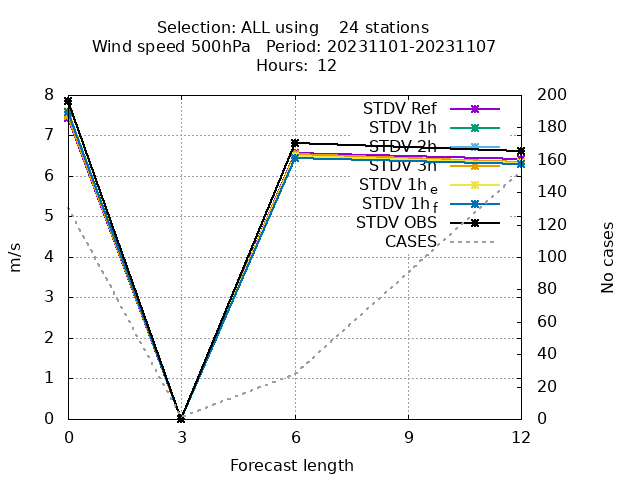 Selection: ALL using    24 stations
Wind speed 500hPa   Period: 20231101-20231107
Hours:  12
STDV Ref
STDV 1h
STDV 2h
STDV 3h
STDV 1h e
STDV 1h f
STDV OBS
CASES
m/s
8
7
6
5
4
3
2
1
0
200
180
160
140
120
100
80
60
40
20
0
No cases
0 3 6 9 12
Forecast length